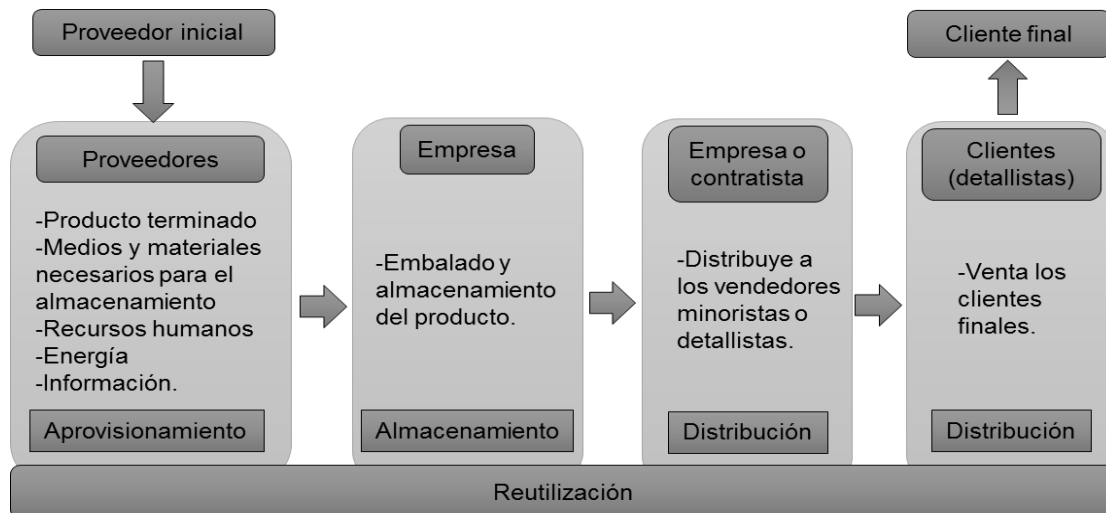 Proveedor inicial
Cliente final
Proveedores
-Producto terminado
-Medios y materiales
necesarios para el
almacenamiento
-Recursos humanos
-Energía
-Información.
Aprovisionamiento
Empresa
-Embalado y
almacenamiento
del producto.
Almacenamiento
Empresa o
contratista
-Distribuye a
los vendedores
minoristas o
detallistas.
Distribución
Clientes
(detallistas)
-Venta los
clientes
finales.
Distribución
Reutilización